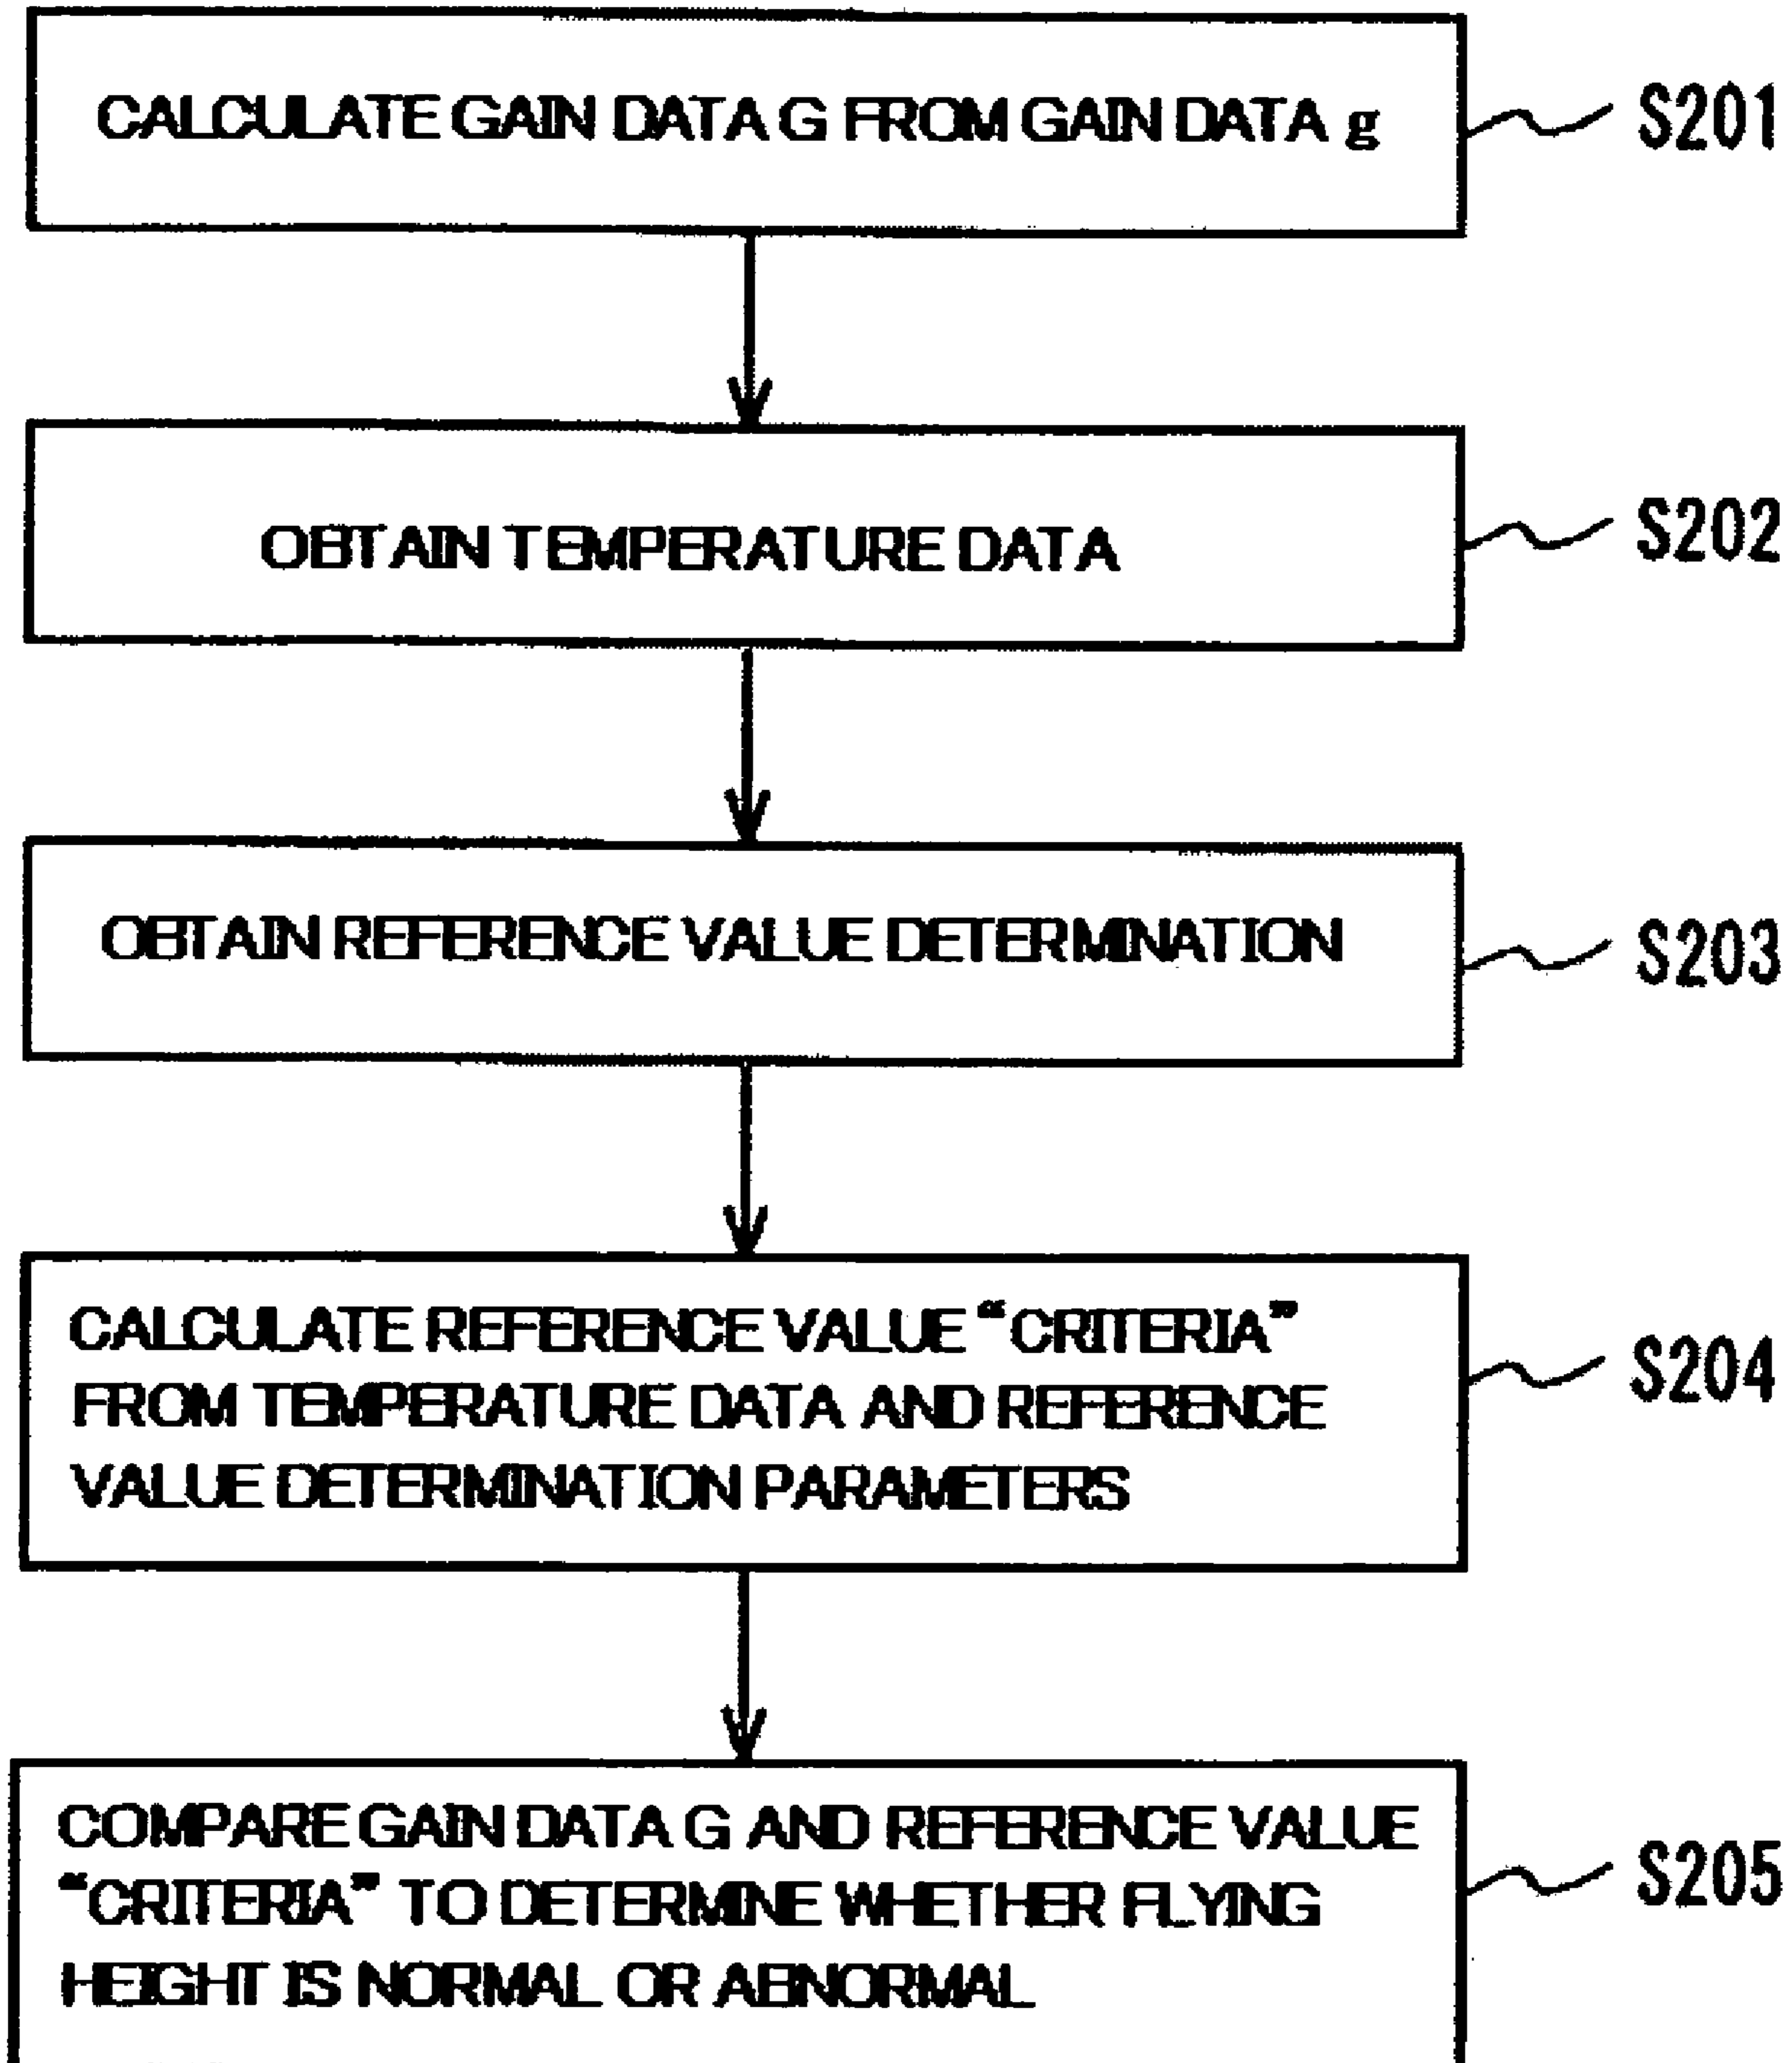 CALCULATE GAIN DATA G FROM GAIN DATA g
S201
OBTAIN TEMPERATURE DATA
S202
OBTAIN REFERENCE VALUE DETERMINATION
S203
CALCULATE REFERENCE VALUE “CRITERIA”
FROM TEMPERATURE DATA AND REFERENCE
VALUE DETERMINATION PARAMETERS
S204
COMPARE GAIN DATA G AND REFERENCE VALUE
“CRITERIA” TO DETERMINE WHETHER FLYING
HEIGHT IS NORMAL OR ABNORMAL
S205